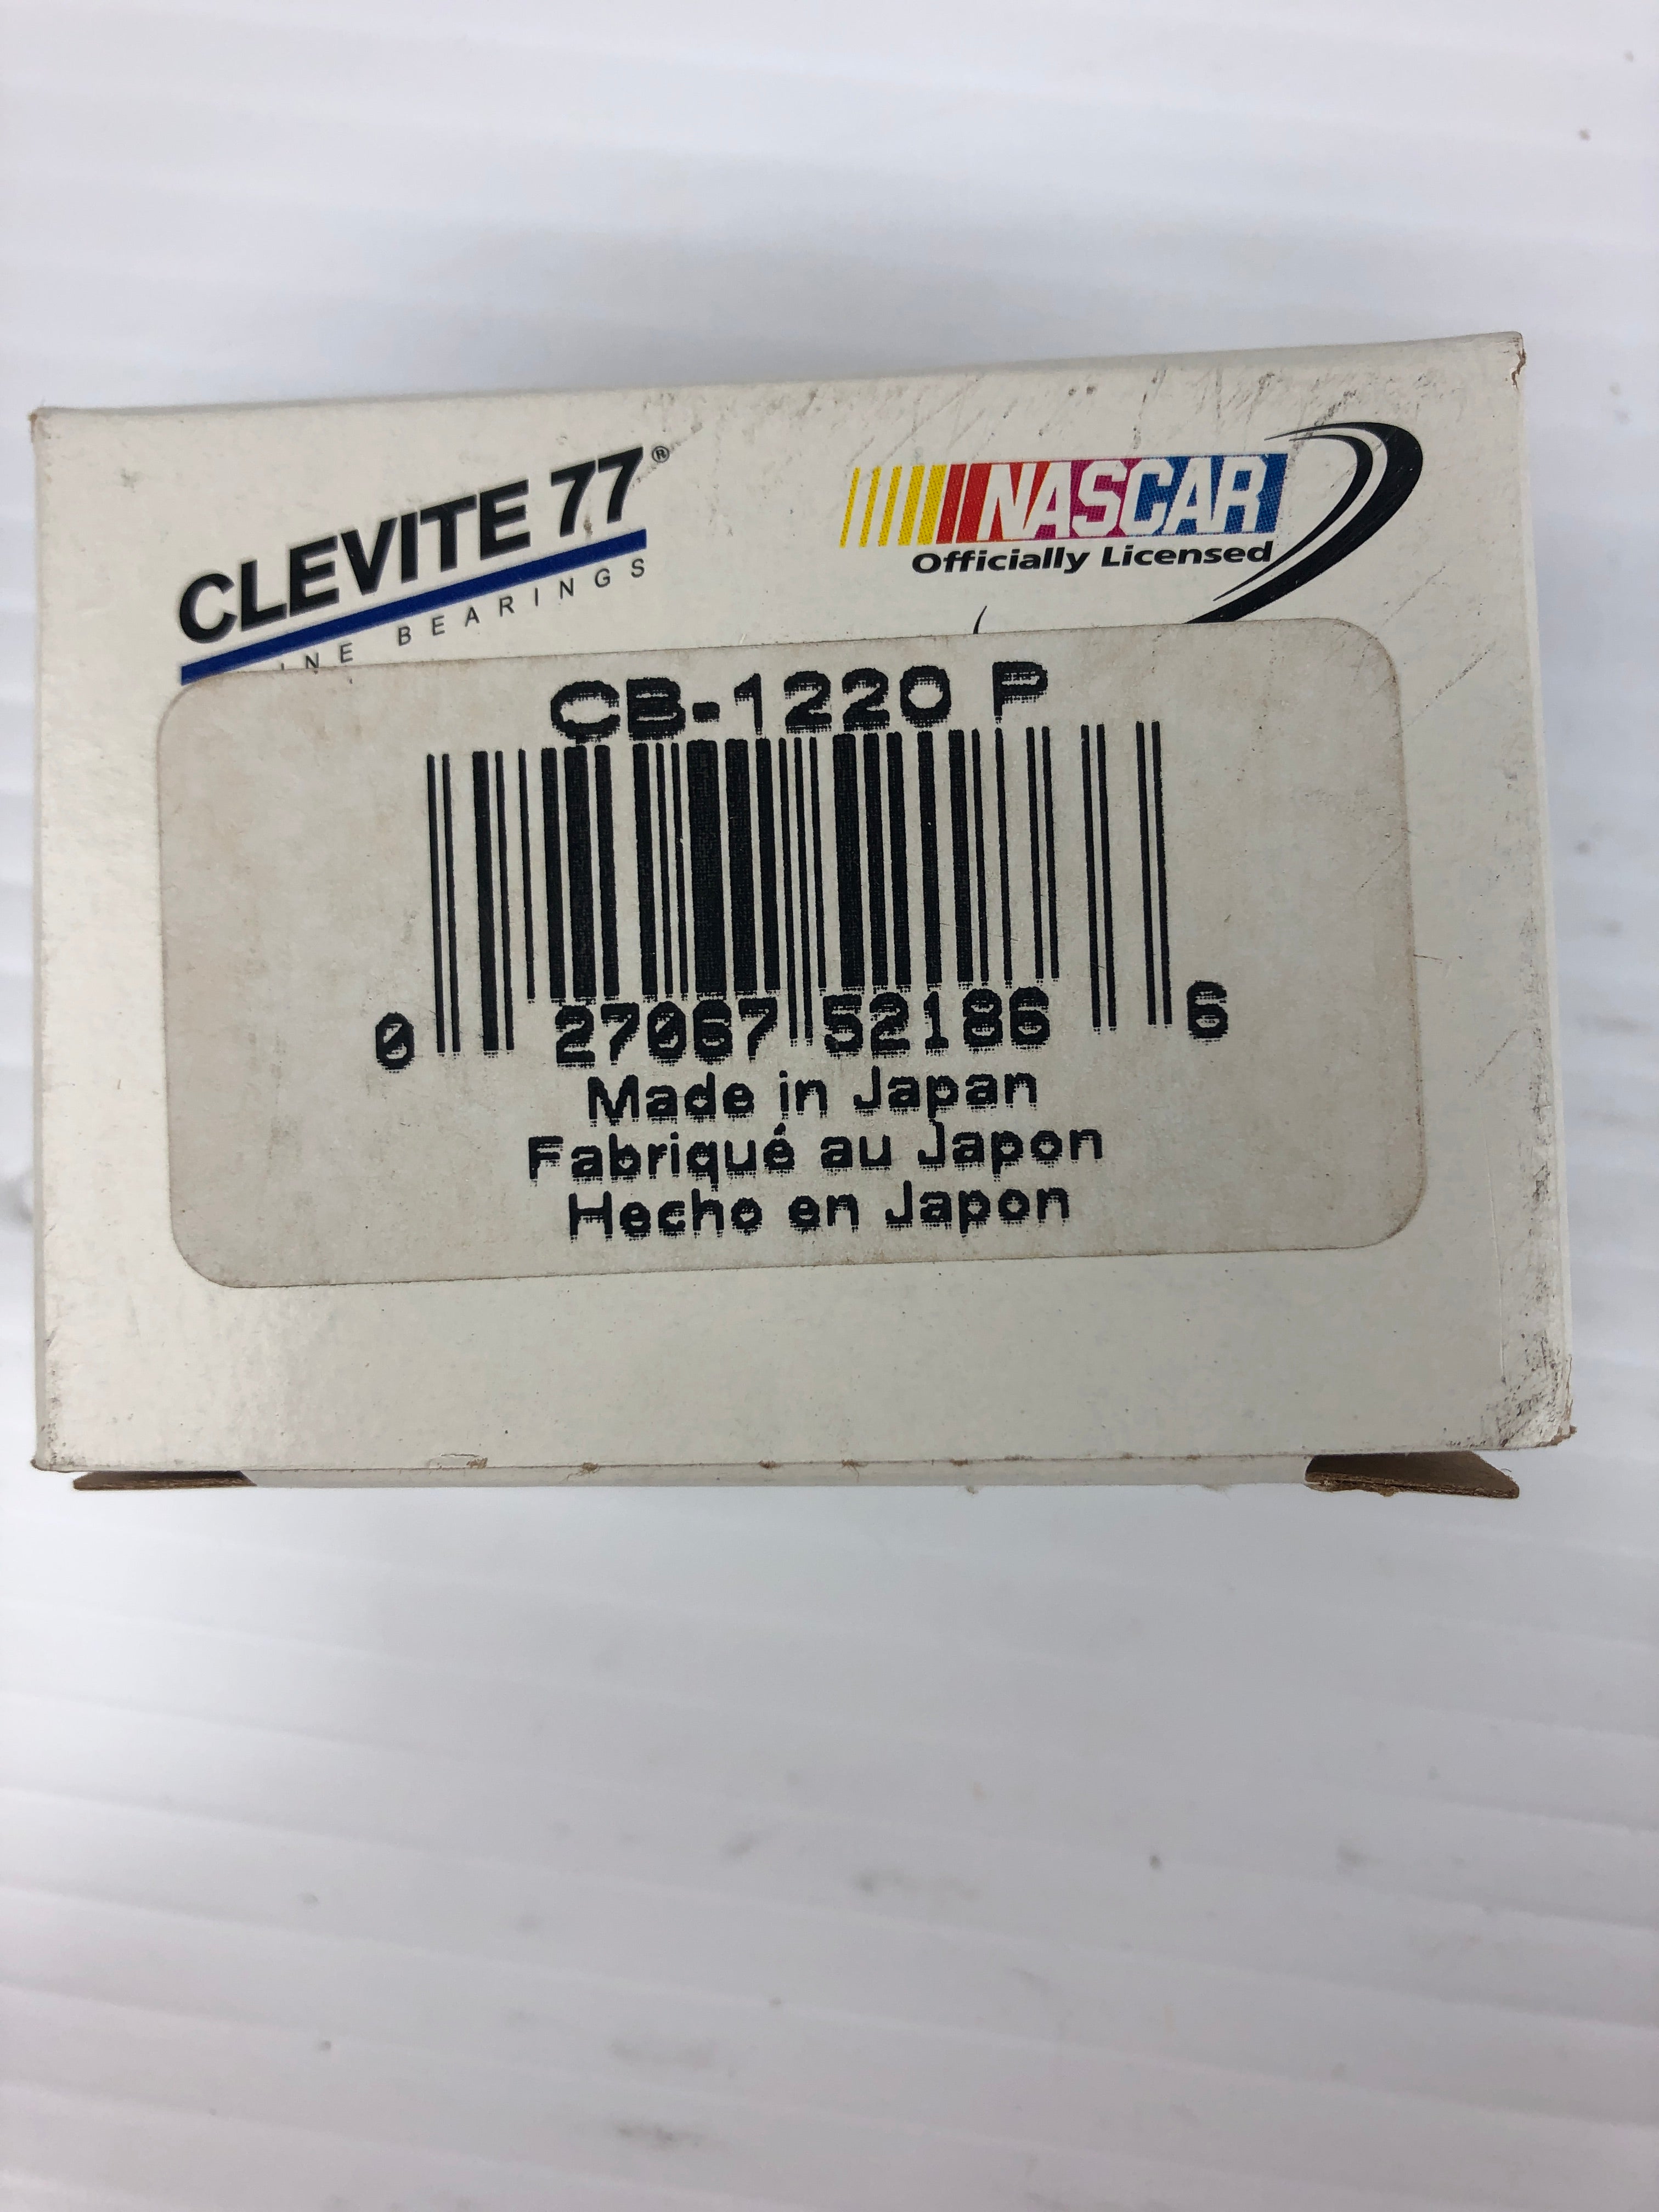 CLEVITE 77®
BEARINGS
NASCAR
Officially Licensed
CB-1220 P
0 27067 52186 6
Made in Japan
Fabriqué au Japon
Hecho en Japon